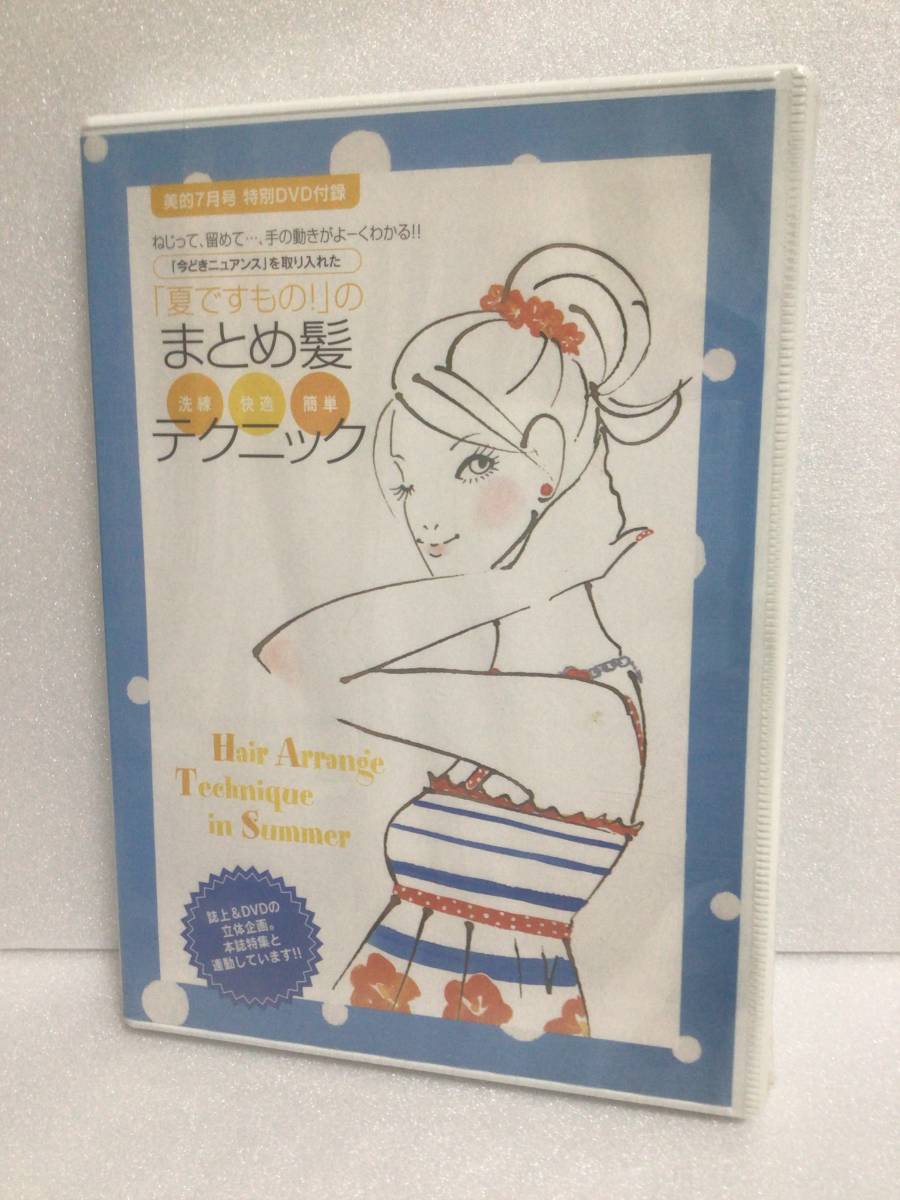 美的7月号 特別DVD付録
ねじって、留めて…、手の動きがよーくわかる!!
「今どきニュアンス」を取り入れた
「夏ですもの!」の
まとめ髪
洗練 快適 簡単
テクニック
Hair Arrange
Technique
in Summer
誌上&DVDの
立体企画。
本誌特集と
連動しています!!